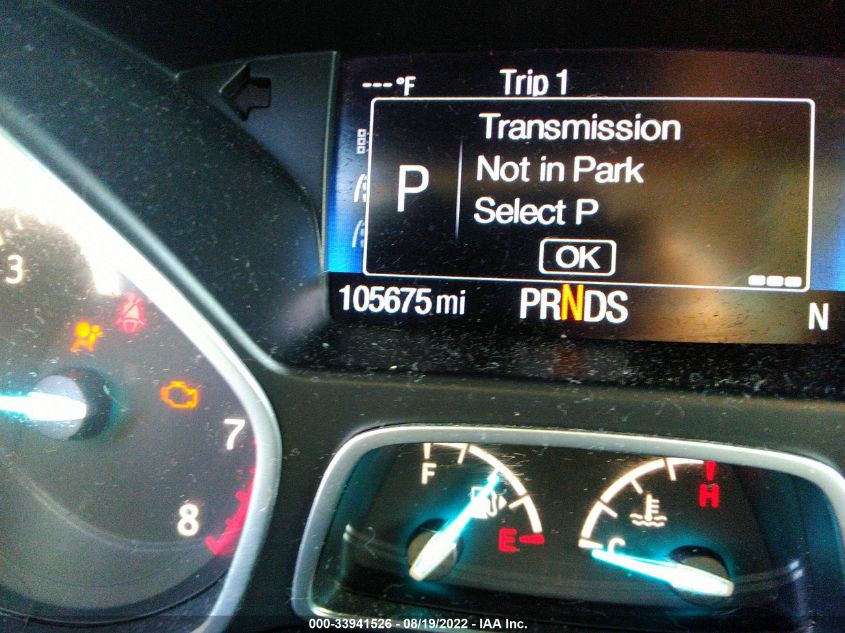 ---°F Trip 1
Transmission
P Not in Park
Select P
OK
105675 mi PRNDS N
3
7
8
F
E
C
H
000-33941526 - 08/19/2022 - IAA Inc.